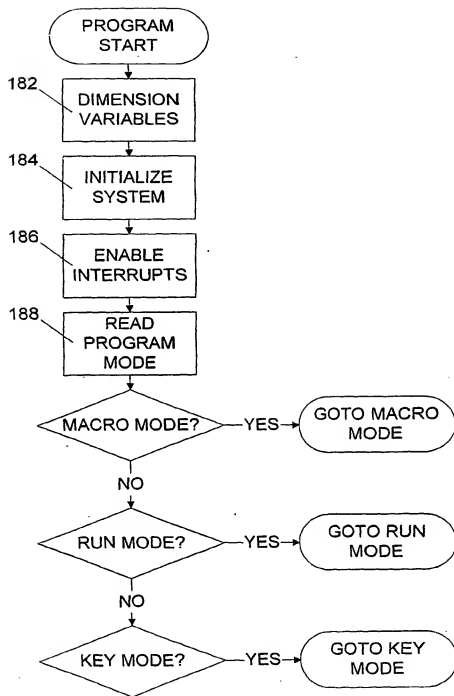 PROGRAM
START
182
DIMENSION
VARIABLES
184
INITIALIZE
SYSTEM
186
ENABLE
INTERRUPTS
188
READ
PROGRAM
MODE
MACRO MODE?
YES
GOTO MACRO
MODE
NO
RUN MODE?
YES
GOTO RUN
MODE
NO
KEY MODE?
YES
GOTO KEY
MODE